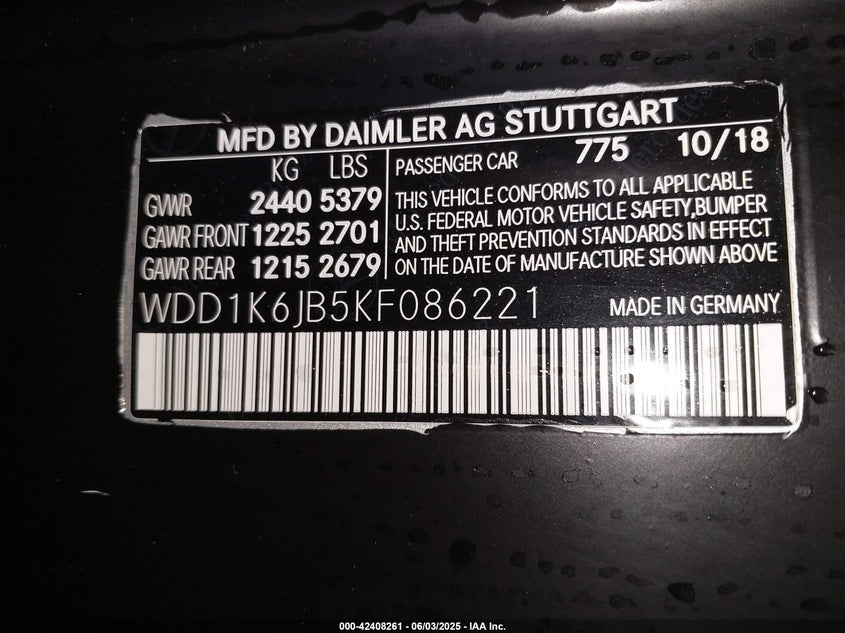 MFD BY DAIMLER AG STUTTGART
KG LBS
GVWR 2440 5379
GAWR FRONT 1225 2701
GAWR REAR 1215 2679
PASSENGER CAR 775 10/18
THIS VEHICLE CONFORMS TO ALL APPLICABLE
U.S. FEDERAL MOTOR VEHICLE SAFETY,BUMPER
AND THEFT PREVENTION STANDARDS IN EFFECT
ON THE DATE OF MANUFACTURE SHOWN ABOVE
WDD1K6JB5KF086221 MADE IN GERMANY
000-42408261 - 06/03/2025 - IAA Inc.